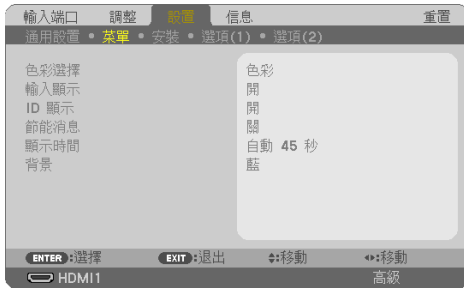 輸入端口 調整 設置 信息 重置
通用設置 • 菜單 • 安裝 • 選項(1) • 選項(2)
色彩選擇 色彩
輸入顯示 開
ID 顯示 開
節能消息 關
顯示時間 自動 45 秒
背景 藍
ENTER:選擇 EXIT:退出 :移動 :移動
HDMI1 高級